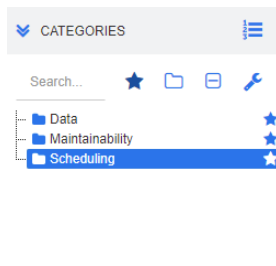 CATEGORIES
Search...
Data
Maintainability
Scheduling